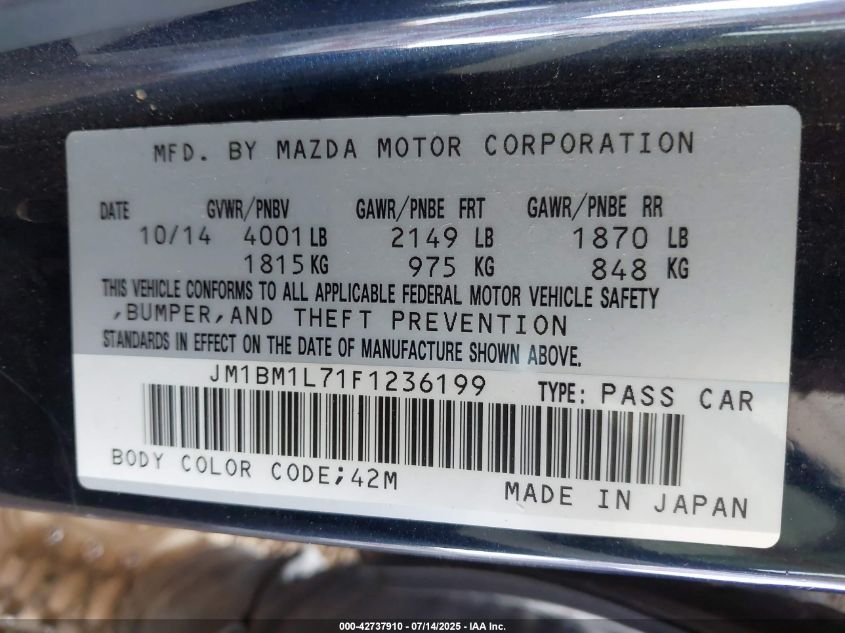 MFD. BY MAZDA MOTOR CORPORATION
DATE GVWR/PNBV GAWR/PNBE FRT GAWR/PNBE RR
10/14 4001 LB 2149 LB 1870 LB
1815 KG 975 KG 848 KG
THIS VEHICLE CONFORMS TO ALL APPLICABLE FEDERAL MOTOR VEHICLE SAFETY
,BUMPER,AND THEFT PREVENTION
STANDARDS IN EFFECT ON THE DATE OF MANUFACTURE SHOWN ABOVE.
JM1BM1L71F1236199 TYPE: PASS CAR
BODY COLOR CODE;42M
MADE IN JAPAN
000-42737910 - 07/14/2025 - IAA Inc.